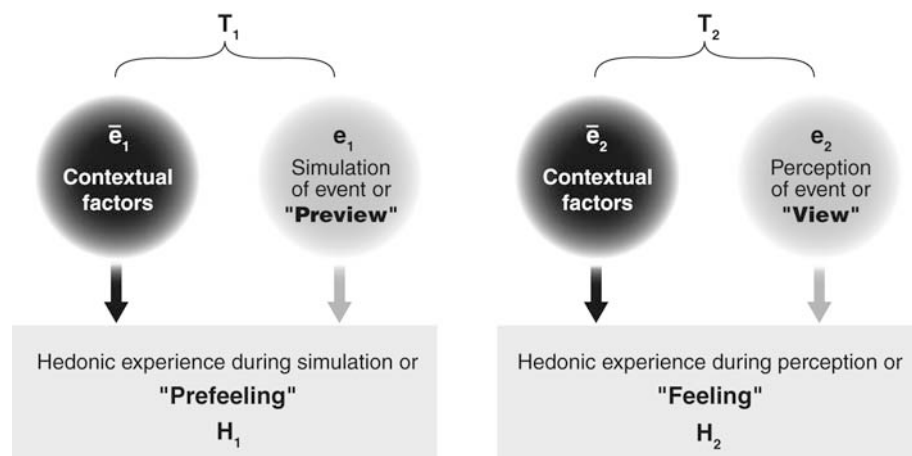 T₁
ē₁
Contextual
factors
e₁
Simulation
of event or
"Preview"
Hedonic experience during simulation or
"Prefeeling"
H₁
T₂
ē₂
Contextual
factors
e₂
Perception
of event or
"View"
Hedonic experience during perception or
"Feeling"
H₂